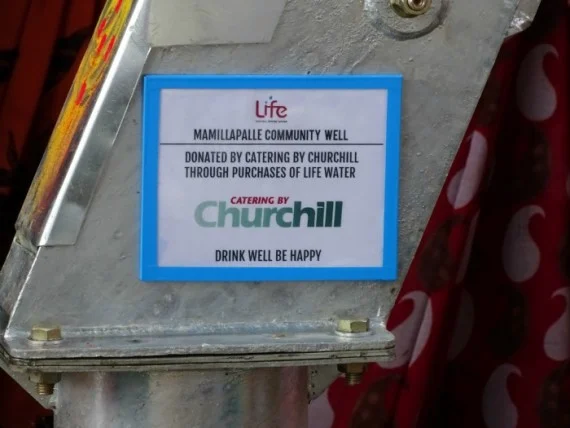 Life
MAMILLAPALLE COMMUNITY WELL
DONATED BY CATERING BY CHURCHILL
THROUGH PURCHASES OF LIFE WATER
CATERING BY
Churchill
DRINK WELL BE HAPPY